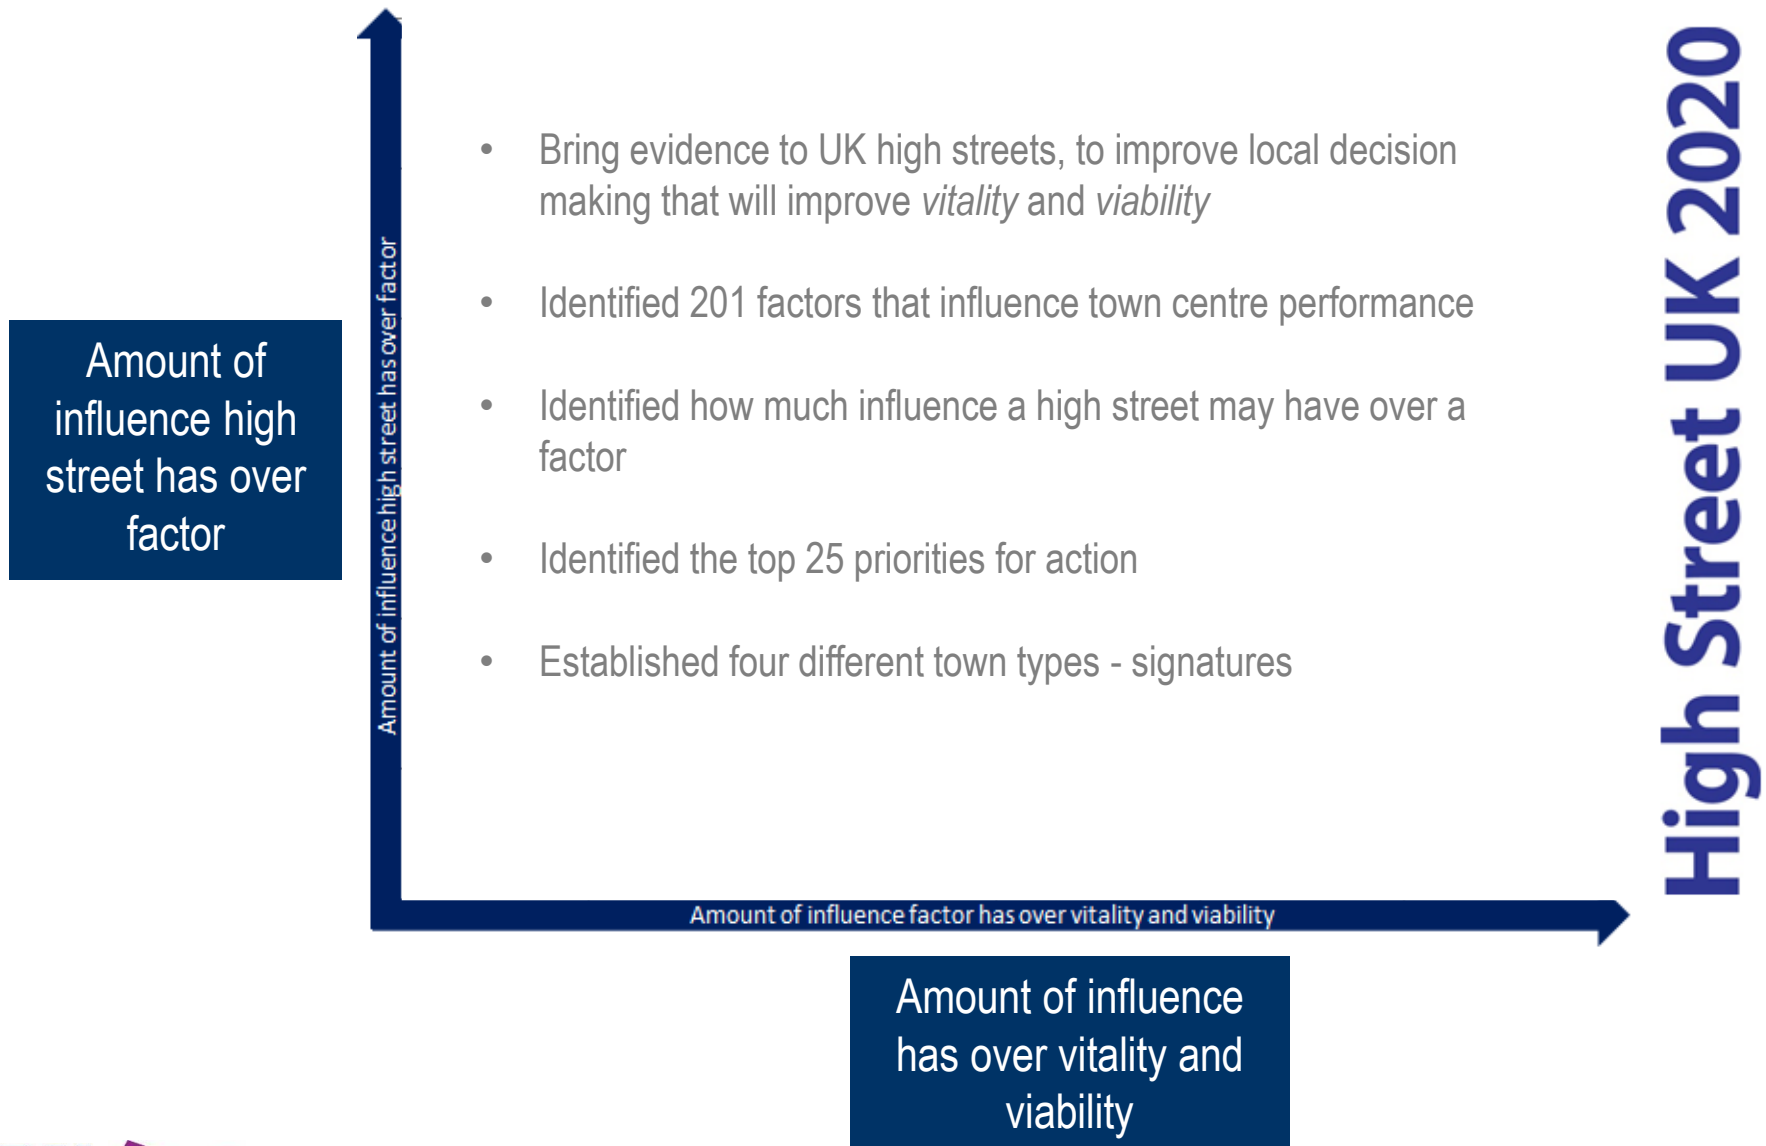 Amount of
influence high
street has over
factor
Amount of influence high street has over factor
• Bring evidence to UK high streets, to improve local decision
making that will improve vitality and viability
• Identified 201 factors that influence town centre performance
• Identified how much influence a high street may have over a
factor
• Identified the top 25 priorities for action
• Established four different town types - signatures
Amount of influence factor has over vitality and viability
Amount of influence
has over vitality and
viability
High Street UK 2020